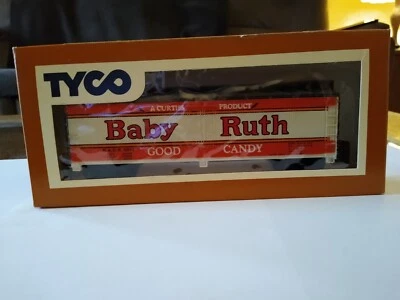 TYCO
A CURTISS PRODUCT
Baby Ruth
GOOD CANDY